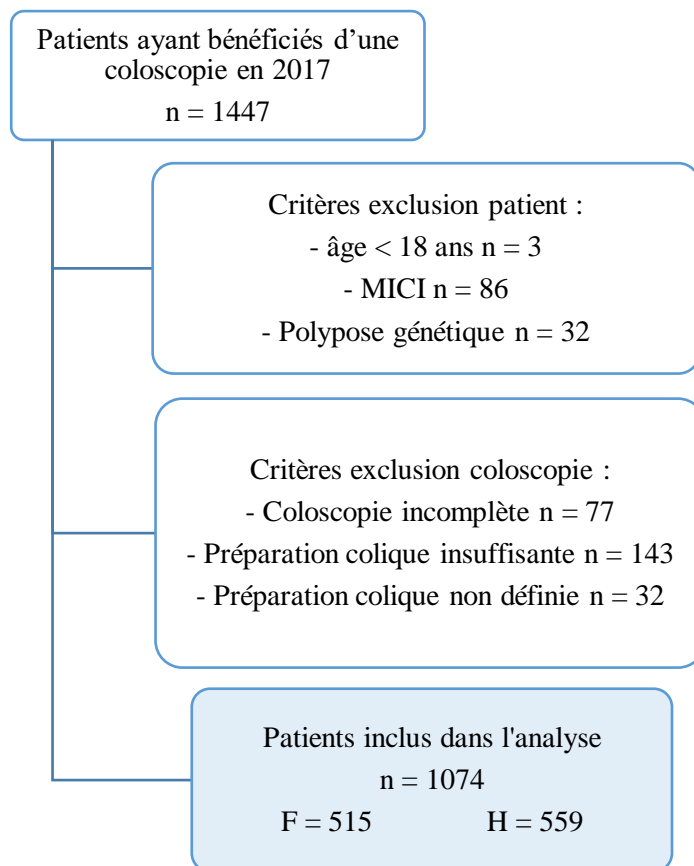 Patients ayant bénéficiés d’une
coloscopie en 2017
n = 1447
Critères exclusion patient :
- âge < 18 ans n = 3
- MICI n = 86
- Polypose génétique n = 32
Critères exclusion coloscopie :
- Coloscopie incomplète n = 77
- Préparation colique insuffisante n = 143
- Préparation colique non définie n = 32
Patients inclus dans l'analyse
n = 1074
F = 515 H = 559